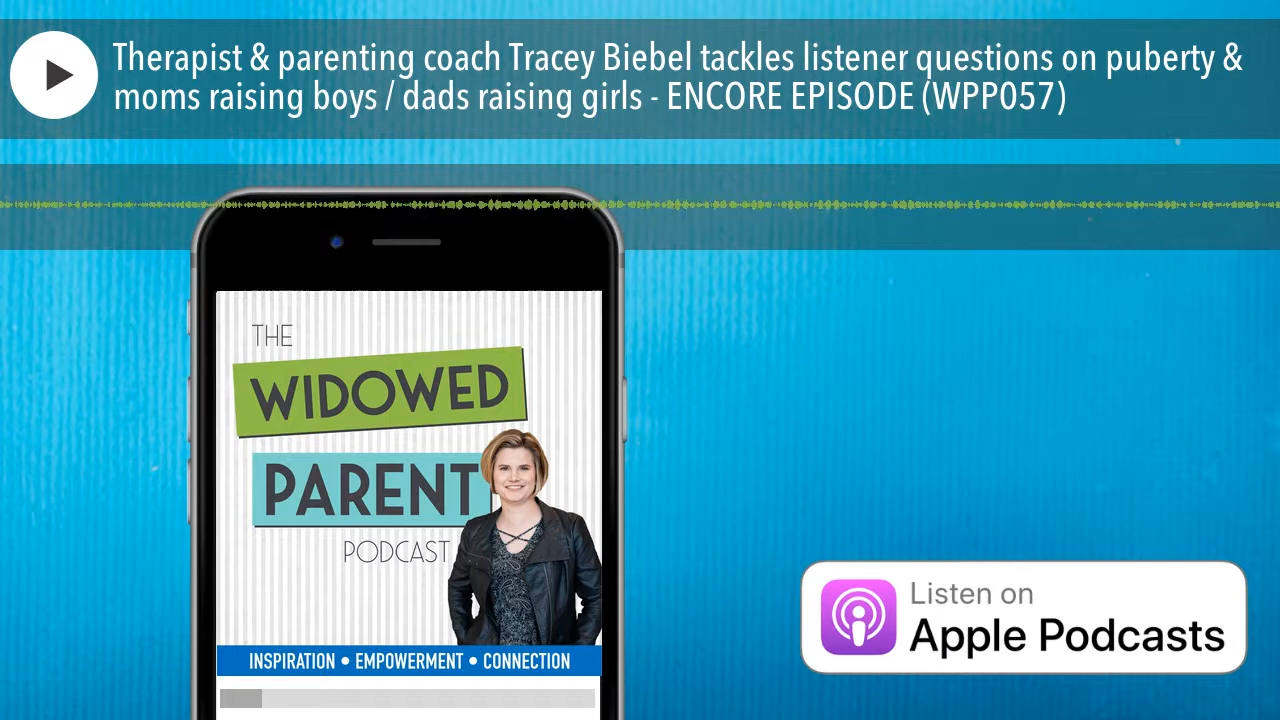 Therapist & parenting coach Tracey Biebel tackles listener questions on puberty &
moms raising boys / dads raising girls - ENCORE EPISODE (WPP057)
THE
WIDOWED
PARENT
PODCAST
INSPIRATION • EMPOWERMENT • CONNECTION
Listen on
Apple Podcasts